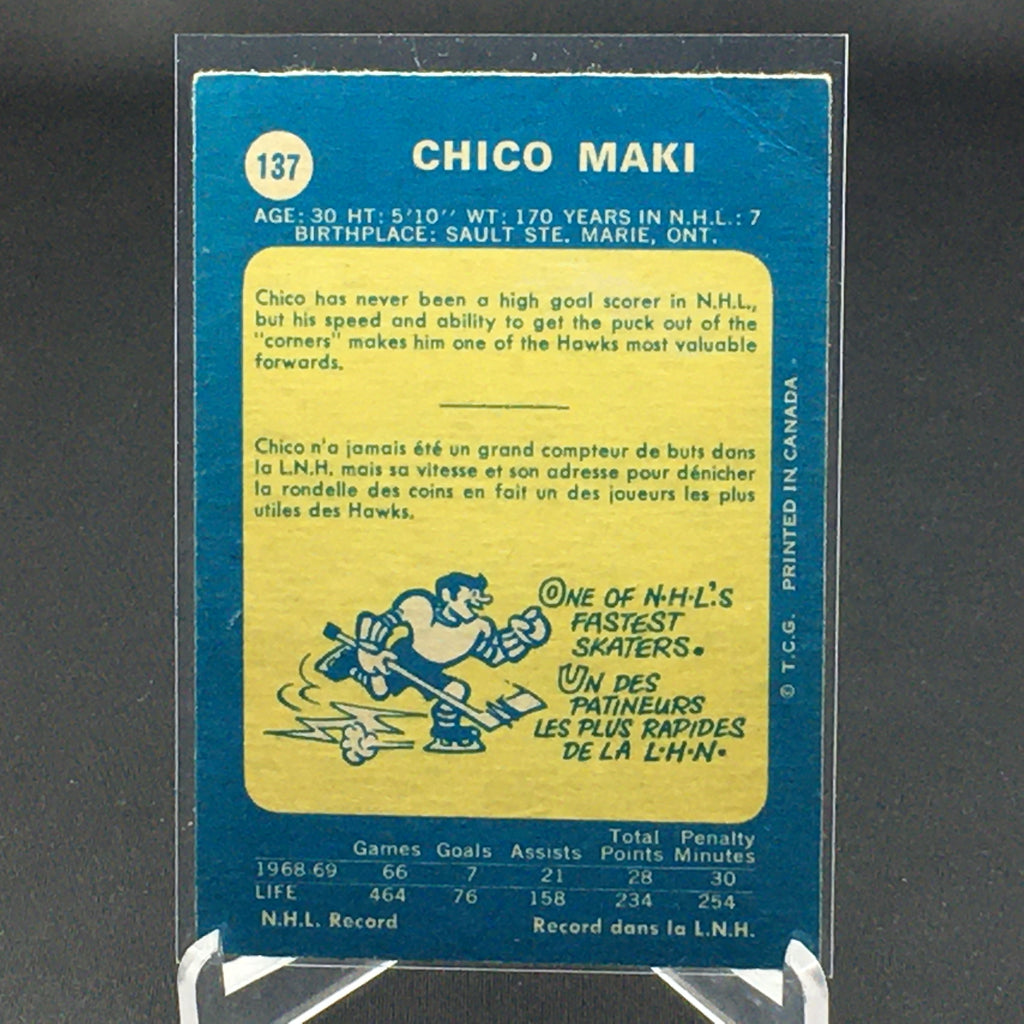 137
CHICO MAKI
AGE: 30 HT: 5'10'' WT: 170 YEARS IN N.H.L.: 7
BIRTHPLACE: SAULT STE. MARIE, ONT.
Chico has never been a high goal scorer in N.H.L.,
but his speed and ability to get the puck out of the
"corners" makes him one of the Hawks most valuable
forwards.
Chico n'a jamais été un grand compteur de buts dans
la L.N.H. mais sa vitesse et son adresse pour dénicher
la rondelle des coins en fait un des joueurs les plus
utiles des Hawks.
ONE OF N·H·L'.S
FASTEST
SKATERS.
UN DES
PATINEURS
LES PLUS RAPIDES
DE LA L·H·N.
© T.C.G. PRINTED IN CANADA
Games Goals Assists Total Points Penalty Minutes
1968 69 66 7 21 28 30
LIFE 464 76 158 234 254
N.H.L. Record Record dans la L.N.H.